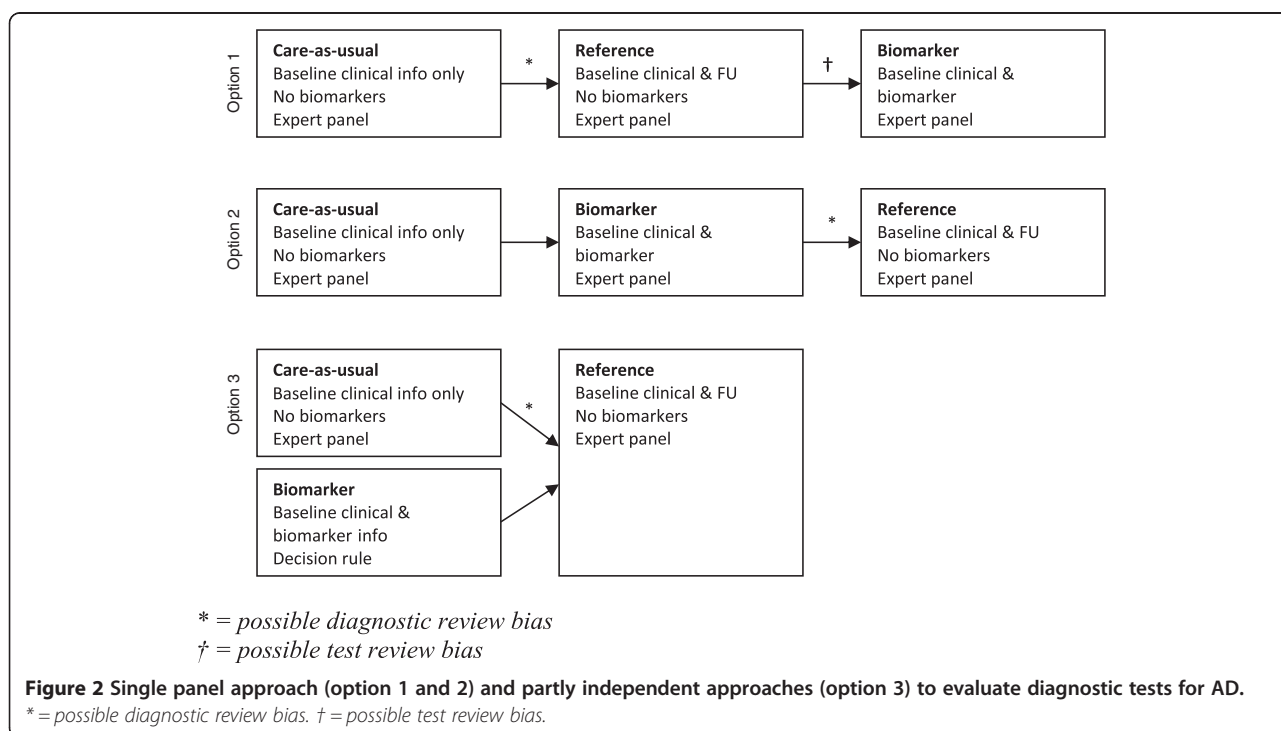 Option 1
Care-as-usual
Baseline clinical info only
No biomarkers
Expert panel
*
Reference
Baseline clinical & FU
No biomarkers
Expert panel
†
Biomarker
Baseline clinical &
biomarker
Expert panel
Option 2
Care-as-usual
Baseline clinical info only
No biomarkers
Expert panel
Biomarker
Baseline clinical &
biomarker
Expert panel
*
Reference
Baseline clinical & FU
No biomarkers
Expert panel
Option 3
Care-as-usual
Baseline clinical info only
No biomarkers
Expert panel
*
Biomarker
Baseline clinical &
biomarker info
Decision rule
Reference
Baseline clinical & FU
No biomarkers
Expert panel
* = possible diagnostic review bias
† = possible test review bias
Figure 2 Single panel approach (option 1 and 2) and partly independent approaches (option 3) to evaluate diagnostic tests for AD.
* = possible diagnostic review bias. † = possible test review bias.